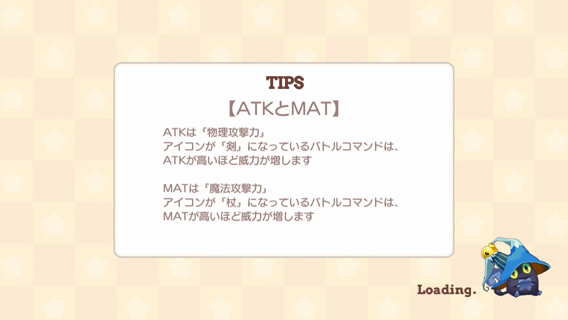 TIPS
【ATKとMAT】
ATKは「物理攻撃力」
アイコンが「剣」になっているバトルコマンドは、
ATKが高いほど威力が増します
MATは「魔法攻撃力」
アイコンが「杖」になっているバトルコマンドは、
MATが高いほど威力が増します
Loading.